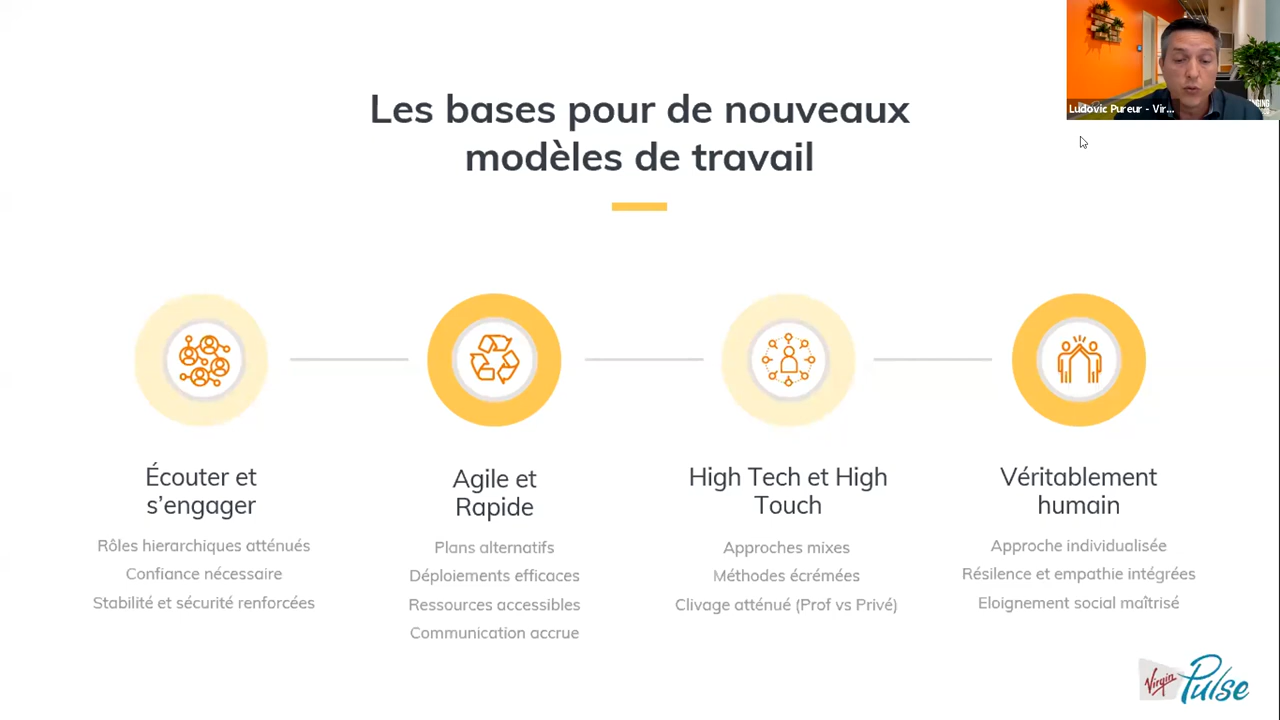 Les bases pour de nouveaux
modèles de travail
Ludovic Pureur - Vir...
Écouter et
s'engager
Rôles hierarchiques atténués
Confiance nécessaire
Stabilité et sécurité renforcées
Agile et
Rapide
Plans alternatifs
Déploiements efficaces
Ressources accessibles
Communication accrue
High Tech et High
Touch
Approches mixes
Méthodes écrémées
Clivage atténué (Prof vs Privé)
Véritablement
humain
Approche individualisée
Résilence et empathie intégrées
Eloignement social maîtrisé
Virgin
Pulse